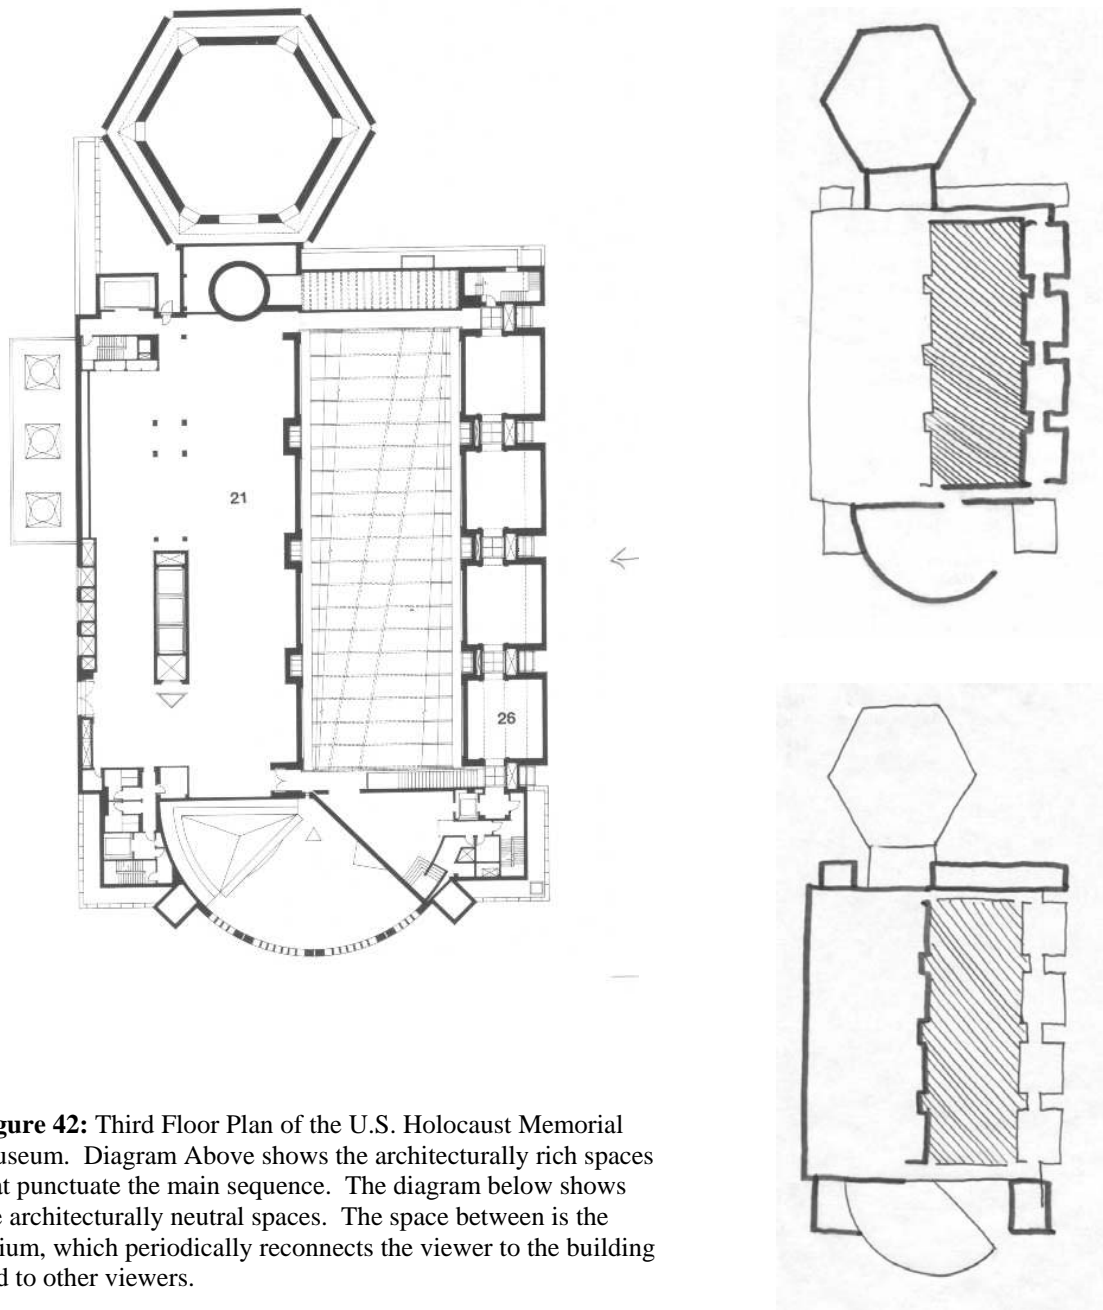 21
26
gure 42: Third Floor Plan of the U.S. Holocaust Memorial
useum. Diagram Above shows the architecturally rich spaces
at punctuate the main sequence. The diagram below shows
e architecturally neutral spaces. The space between is the
ium, which periodically reconnects the viewer to the building
d to other viewers.